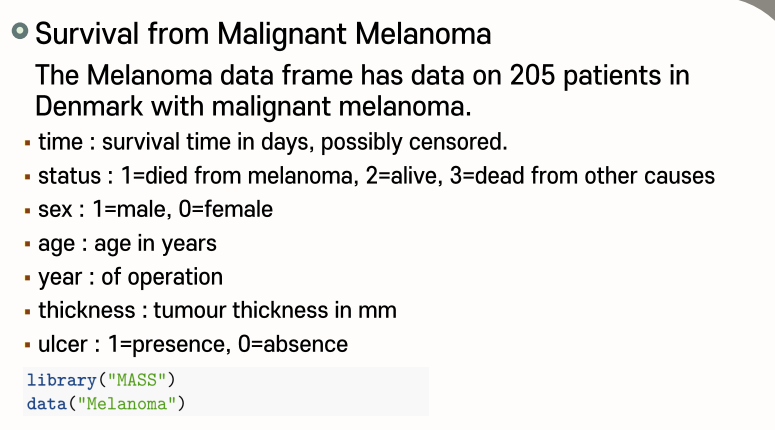 Survival from Malignant Melanoma
The Melanoma data frame has data on 205 patients in
Denmark with malignant melanoma.
▪ time : survival time in days, possibly censored.
▪ status : 1=died from melanoma, 2=alive, 3=dead from other causes
▪ sex : 1=male, 0=female
▪ age : age in years
▪ year : of operation
▪ thickness : tumour thickness in mm
▪ ulcer : 1=presence, 0=absence
library("MASS")
data("Melanoma")